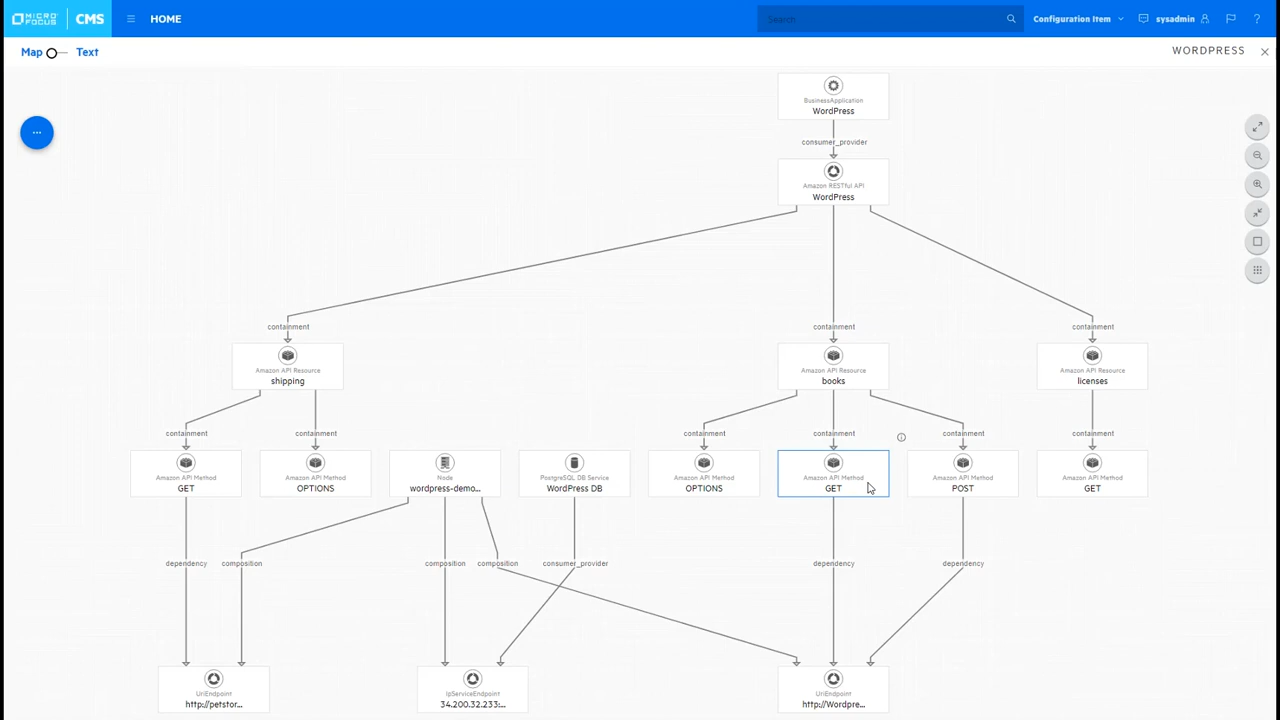 MICRO FOCUS CMS HOME Search Configuration Item sysadmin ?
Map Text WORDPRESS
...
BusinessApplication
WordPress
consumer_provider
Amazon RESTful API
WordPress
containment containment containment
Amazon API Resource Amazon API Resource Amazon API Resource
shipping books licenses
containment containment containment containment containment containment
Amazon API Method Amazon API Method Node PostgreSQL DB Service Amazon API Method Amazon API Method Amazon API Method Amazon API Method
GET OPTIONS wordpress-demo... WordPress DB OPTIONS GET POST GET
dependency composition composition composition consumer_provider dependency dependency
UriEndpoint IpServiceEndpoint UriEndpoint
http://petstor... 34.200.32.233:... http://Wordpre...